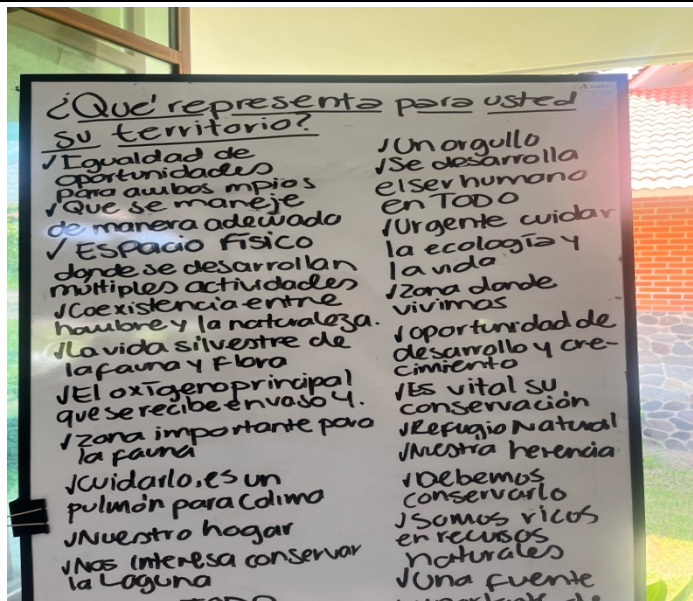 ¿Qué representa para usted
su territorio?
✓Igualdad de
oportunidades
para ambos mpios
✓Que se maneje
de manera adecuada
✓ESPACIO FÍSICO
donde se desarrollan
múltiples actividades
✓Coexistencia entre
hombre y la naturaleza.
✓La vida silvestre de
la fauna y Flora
✓El oxígeno principal
que se recibe en vaso y.
✓Zona importante para
la fauna
✓cuidarlo, es un
pulmón para Colima
✓Nuestro hogar
✓Nos interesa conservar
la Laguna
TODO
✓Un orgullo
✓Se desarrolla
el ser humano
en TODO
✓Urgente cuidar
la ecología y
la vida
✓Zona donde
vivimos
✓oportunidad de
desarrollo y cre-
cimiento
✓Es vital su
conservación
✓Refugio Natural
✓Nuestra herencia
✓Debemos
conservarlo
✓Somos ricos
en recursos
naturales
✓Una fuente